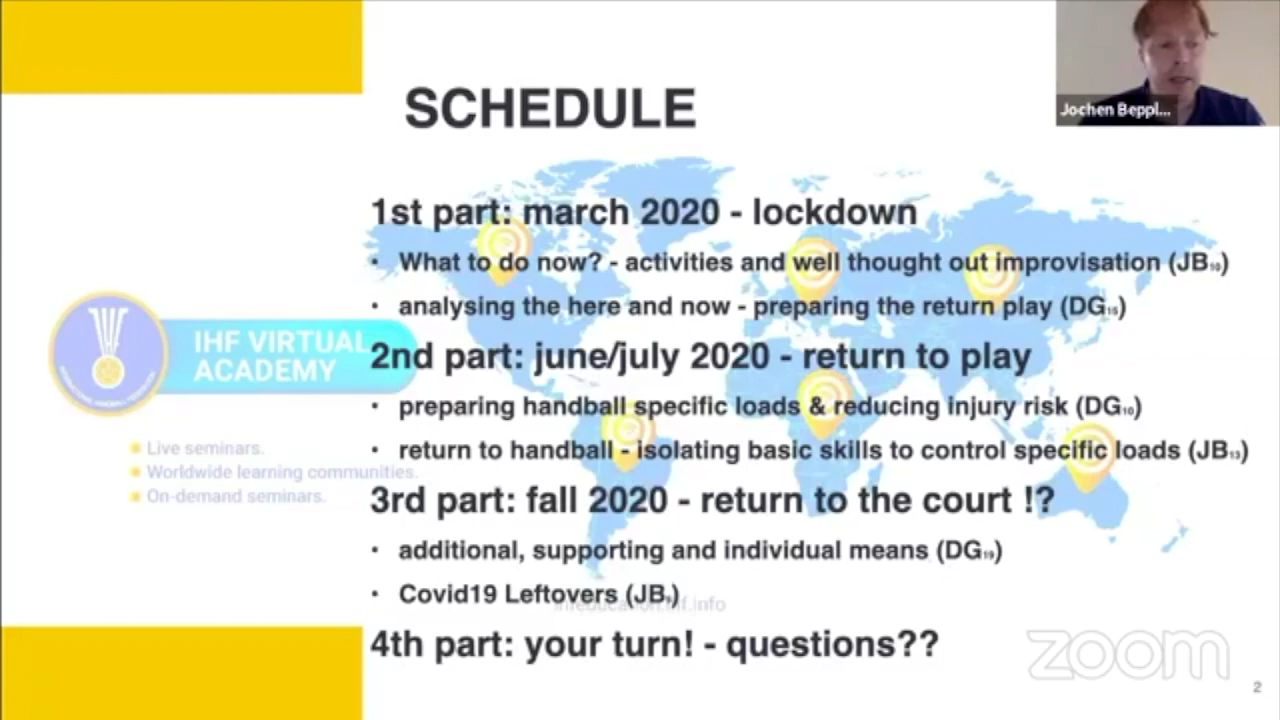 SCHEDULE
Jochen Beppl...
1st part: march 2020 - lockdown
• What to do now? - activities and well thought out improvisation (JB10)
• analysing the here and now - preparing the return play (DG15)
IHF VIRTUAL
ACADEMY
2nd part: june/july 2020 - return to play
• preparing handball specific loads & reducing injury risk (DG10)
• return to handball - isolating basic skills to control specific loads (JB13)
Live seminars.
Worldwide learning communities.
On-demand seminars.
3rd part: fall 2020 - return to the court !?
• additional, supporting and individual means (DG19)
• Covid19 Leftovers (JB)
4th part: your turn! - questions??
zoom
2